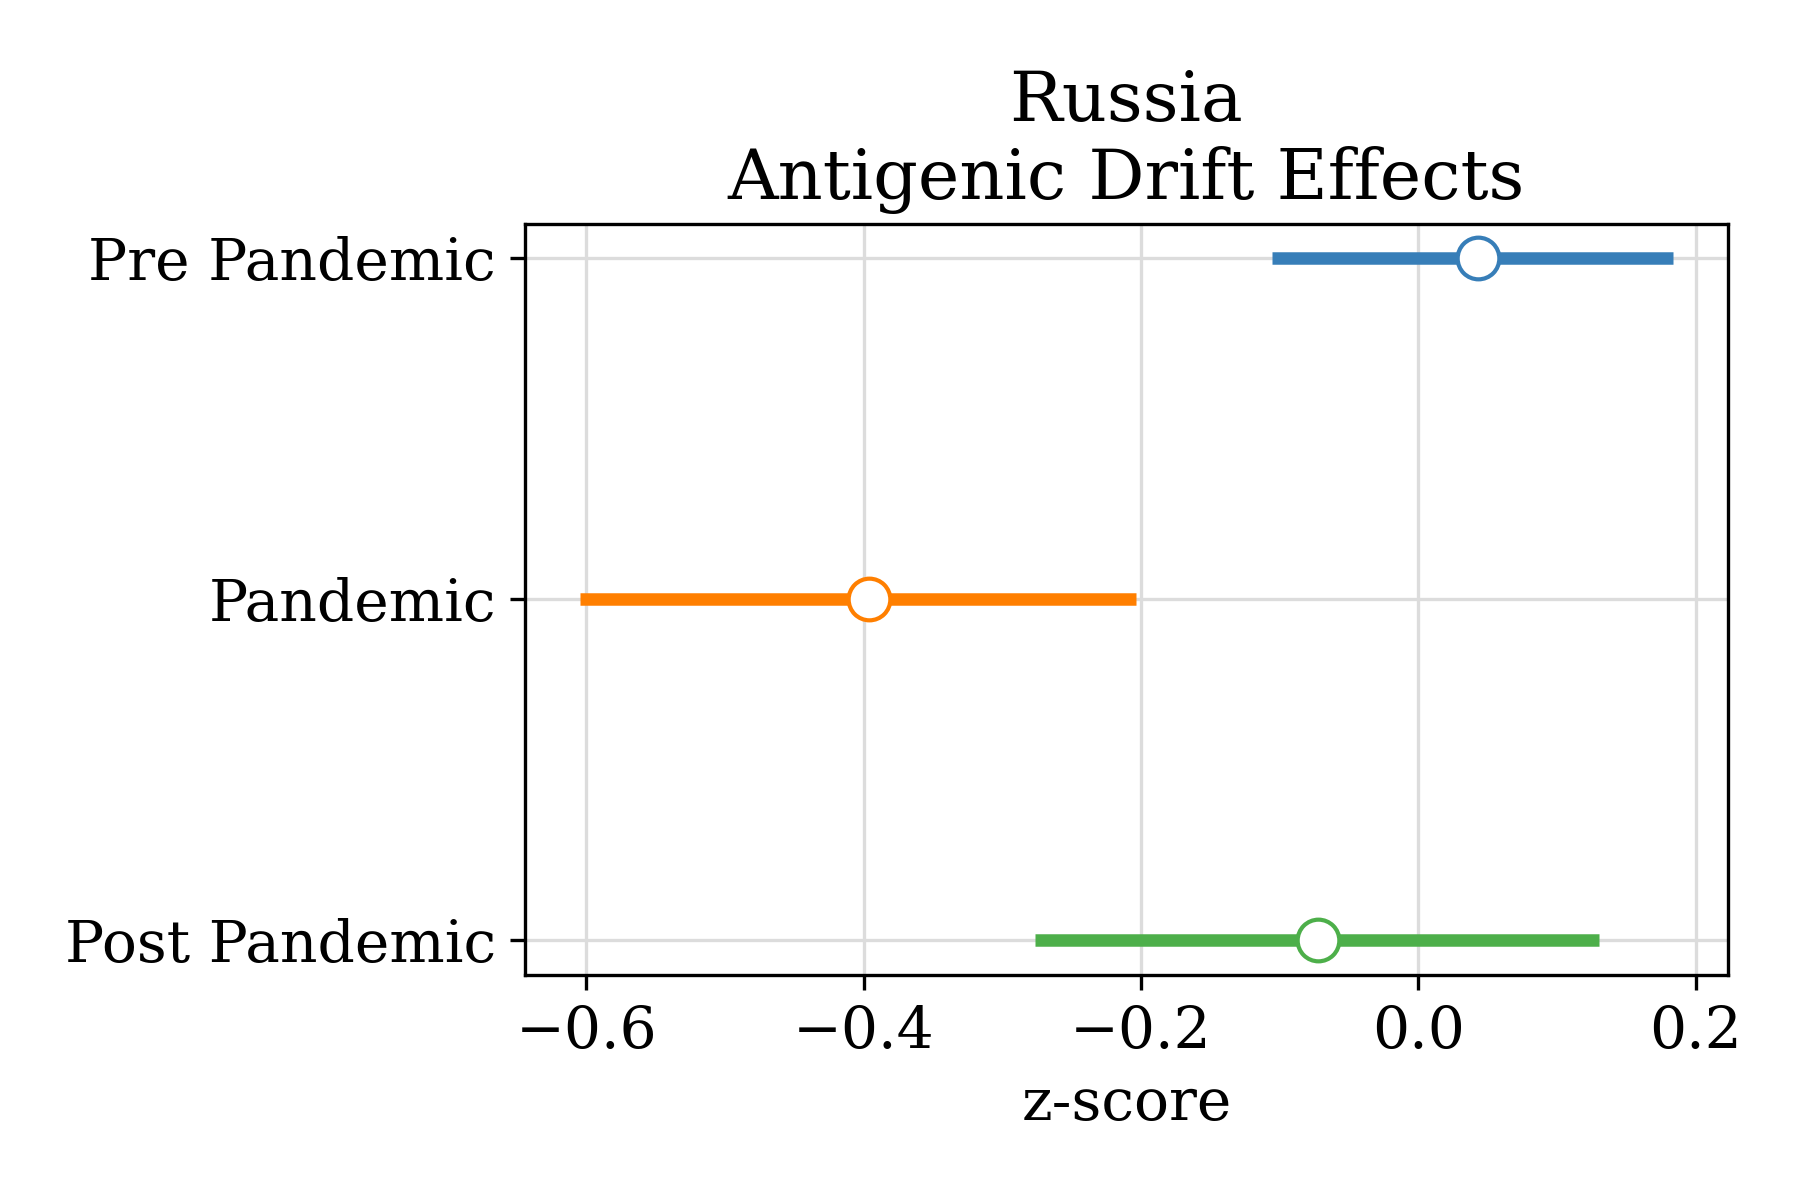 Russia
Antigenic Drift Effects
Pre Pandemic
Pandemic
Post Pandemic
−0.6 −0.4 −0.2 0.0 0.2
z-score